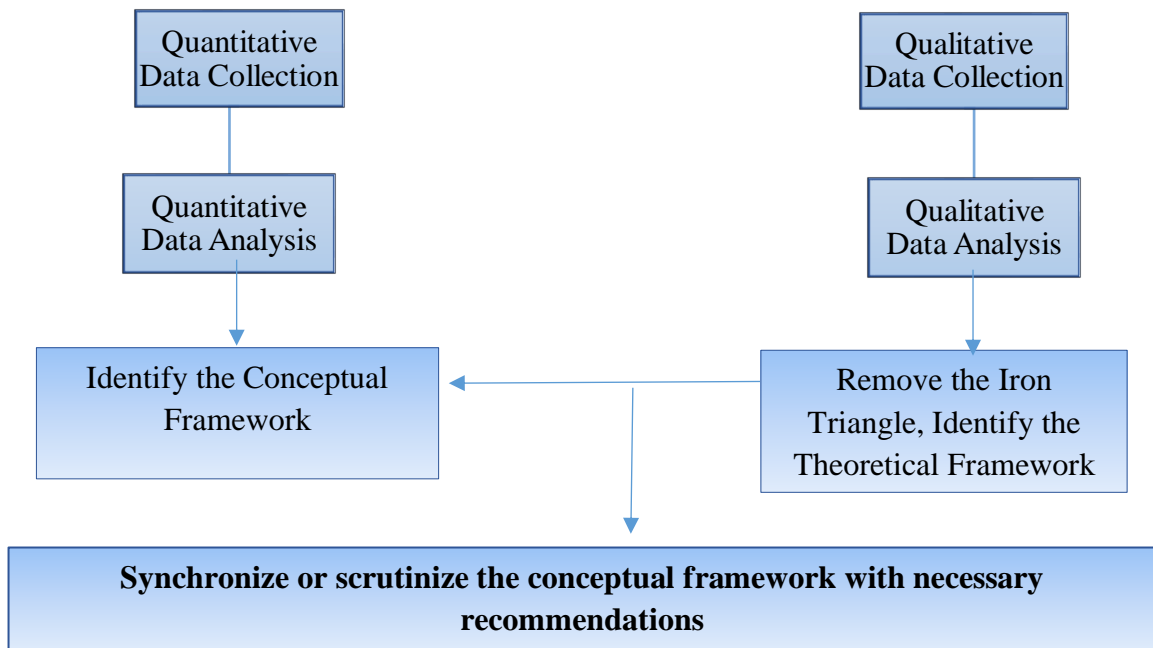 Quantitative
Data Collection
Qualitative
Data Collection
Quantitative
Data Analysis
Qualitative
Data Analysis
Identify the Conceptual
Framework
Remove the Iron
Triangle, Identify the
Theoretical Framework
Synchronize or scrutinize the conceptual framework with necessary
recommendations